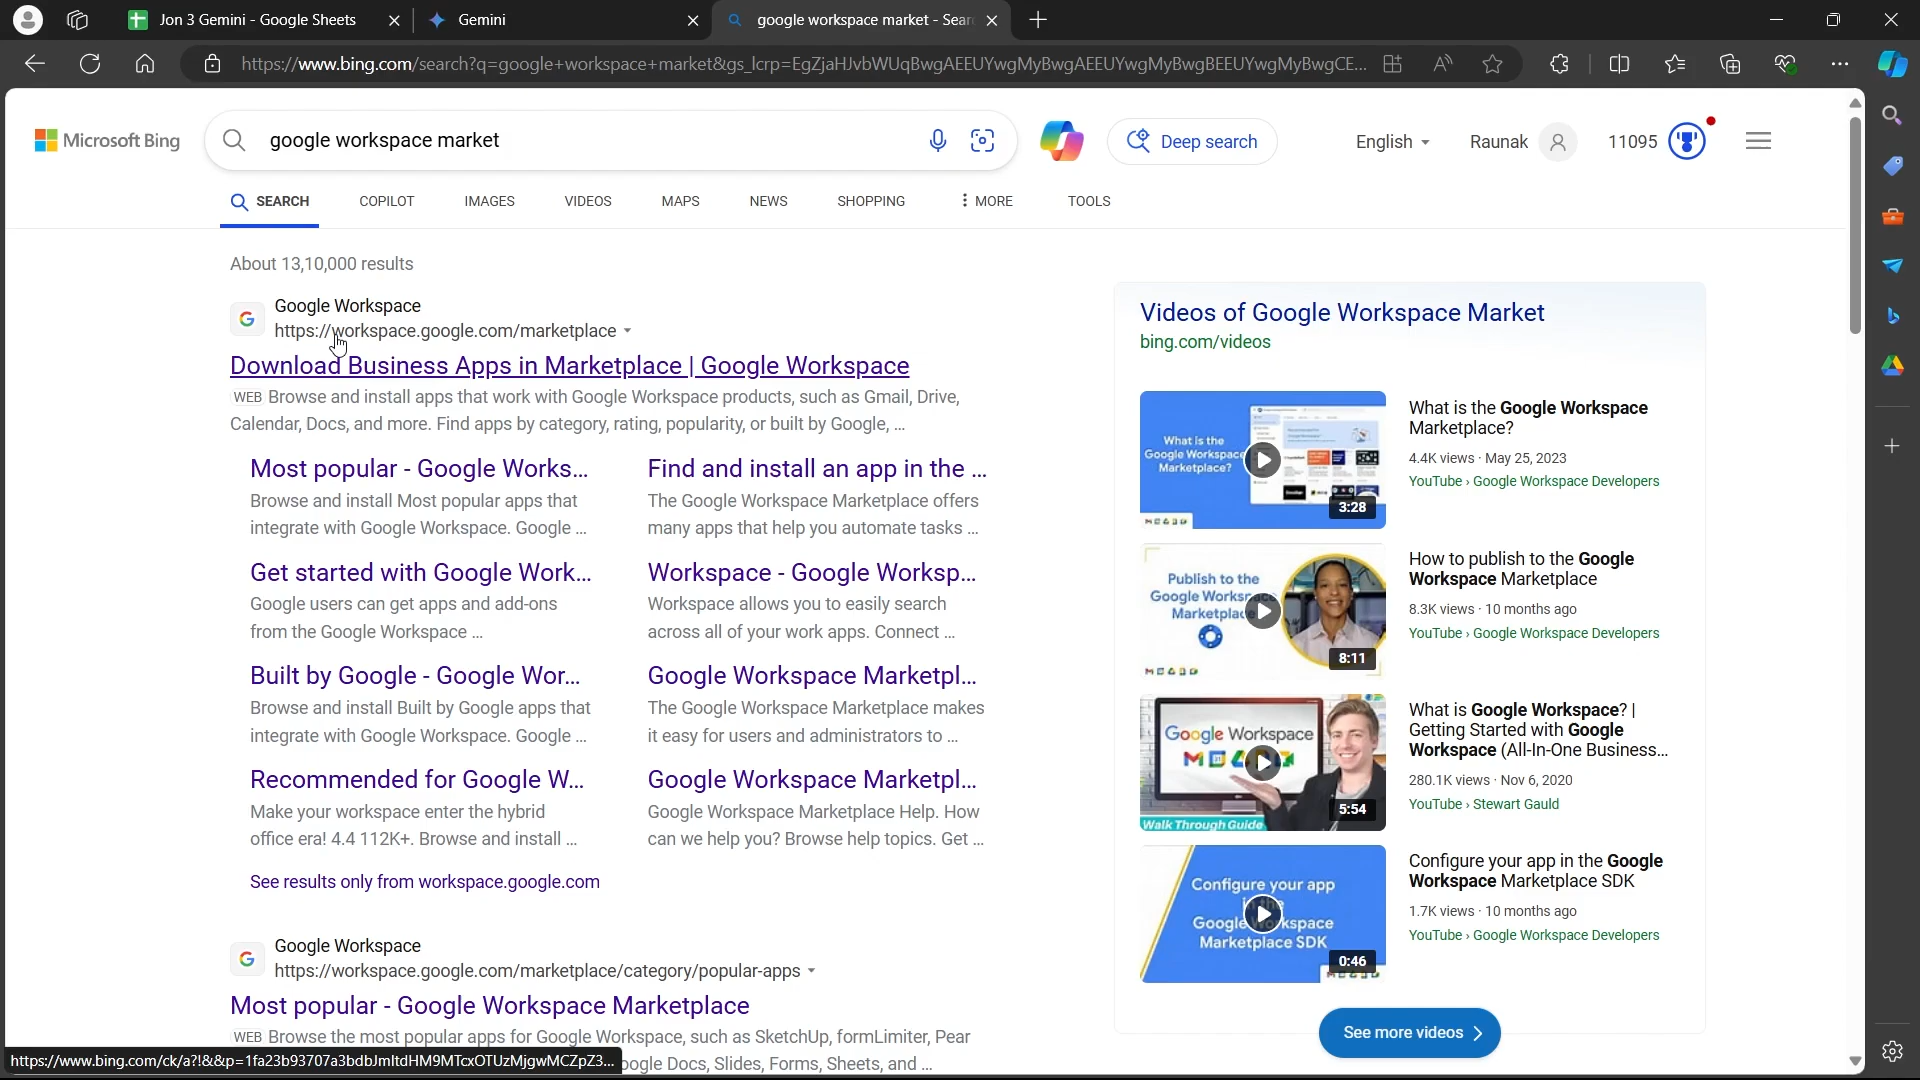 Jon 3 Gemini - Google Sheets
Gemini
google workspace market - Sear
https://www.bing.com/search?q=google+workspace+market&gs_lcrp=EgZjaHJvbWUqBwgAEEUYwgMyBwgAEEUYwgMyBwgBEEUYwgMyBwgCE...
Microsoft Bing
google workspace market
Deep search
English
Raunak
11095
SEARCH
COPILOT
IMAGES
VIDEOS
MAPS
NEWS
SHOPPING
MORE
TOOLS
About 13,10,000 results
Google Workspace
https://workspace.google.com/marketplace
Download Business Apps in Marketplace | Google Workspace
WEB Browse and install apps that work with Google Workspace products, such as Gmail, Drive,
Calendar, Docs, and more. Find apps by category, rating, popularity, or built by Google, ...
Most popular - Google Works...
Browse and install Most popular apps that
integrate with Google Workspace. Google ...
Find and install an app in the ...
The Google Workspace Marketplace offers
many apps that help you automate tasks ...
Get started with Google Work...
Google users can get apps and add-ons
from the Google Workspace ...
Workspace - Google Worksp...
Workspace allows you to easily search
across all of your work apps. Connect ...
Built by Google - Google Wor...
Browse and install Built by Google apps that
integrate with Google Workspace. Google ...
Google Workspace Marketpl...
The Google Workspace Marketplace makes
it easy for users and administrators to ...
Recommended for Google W...
Make your workspace enter the hybrid
office era! 4.4 112K+. Browse and install ...
Google Workspace Marketpl...
Google Workspace Marketplace Help. How
can we help you? Browse help topics. Get ...
See results only from workspace.google.com
Google Workspace
https://workspace.google.com/marketplace/category/popular-apps
Most popular - Google Workspace Marketplace
WEB Browse the most popular apps for Google Workspace, such as SketchUp, formLimiter, Pear
oogle Docs, Slides, Forms, Sheets, and ...
https://www.bing.com/ck/a?!&&p=1fa23b93707a3bdbJmltdHM9MTcxOTUzMjgwMCZpZ3...
Videos of Google Workspace Market
bing.com/videos
What is the
Google Workspace
Marketplace?
3:28
What is the Google Workspace
Marketplace?
4.4K views · May 25, 2023
YouTube › Google Workspace Developers
Publish to the
Google Workspace
Marketplace
8:11
How to publish to the Google
Workspace Marketplace
8.3K views · 10 months ago
YouTube › Google Workspace Developers
Google Workspace
Walk Through Guide
5:54
What is Google Workspace? |
Getting Started with Google
Workspace (All-In-One Business...
280.1K views · Nov 6, 2020
YouTube › Stewart Gauld
Configure your app
in the
Google Workspace
Marketplace SDK
0:46
Configure your app in the Google
Workspace Marketplace SDK
1.7K views · 10 months ago
YouTube › Google Workspace Developers
See more videos